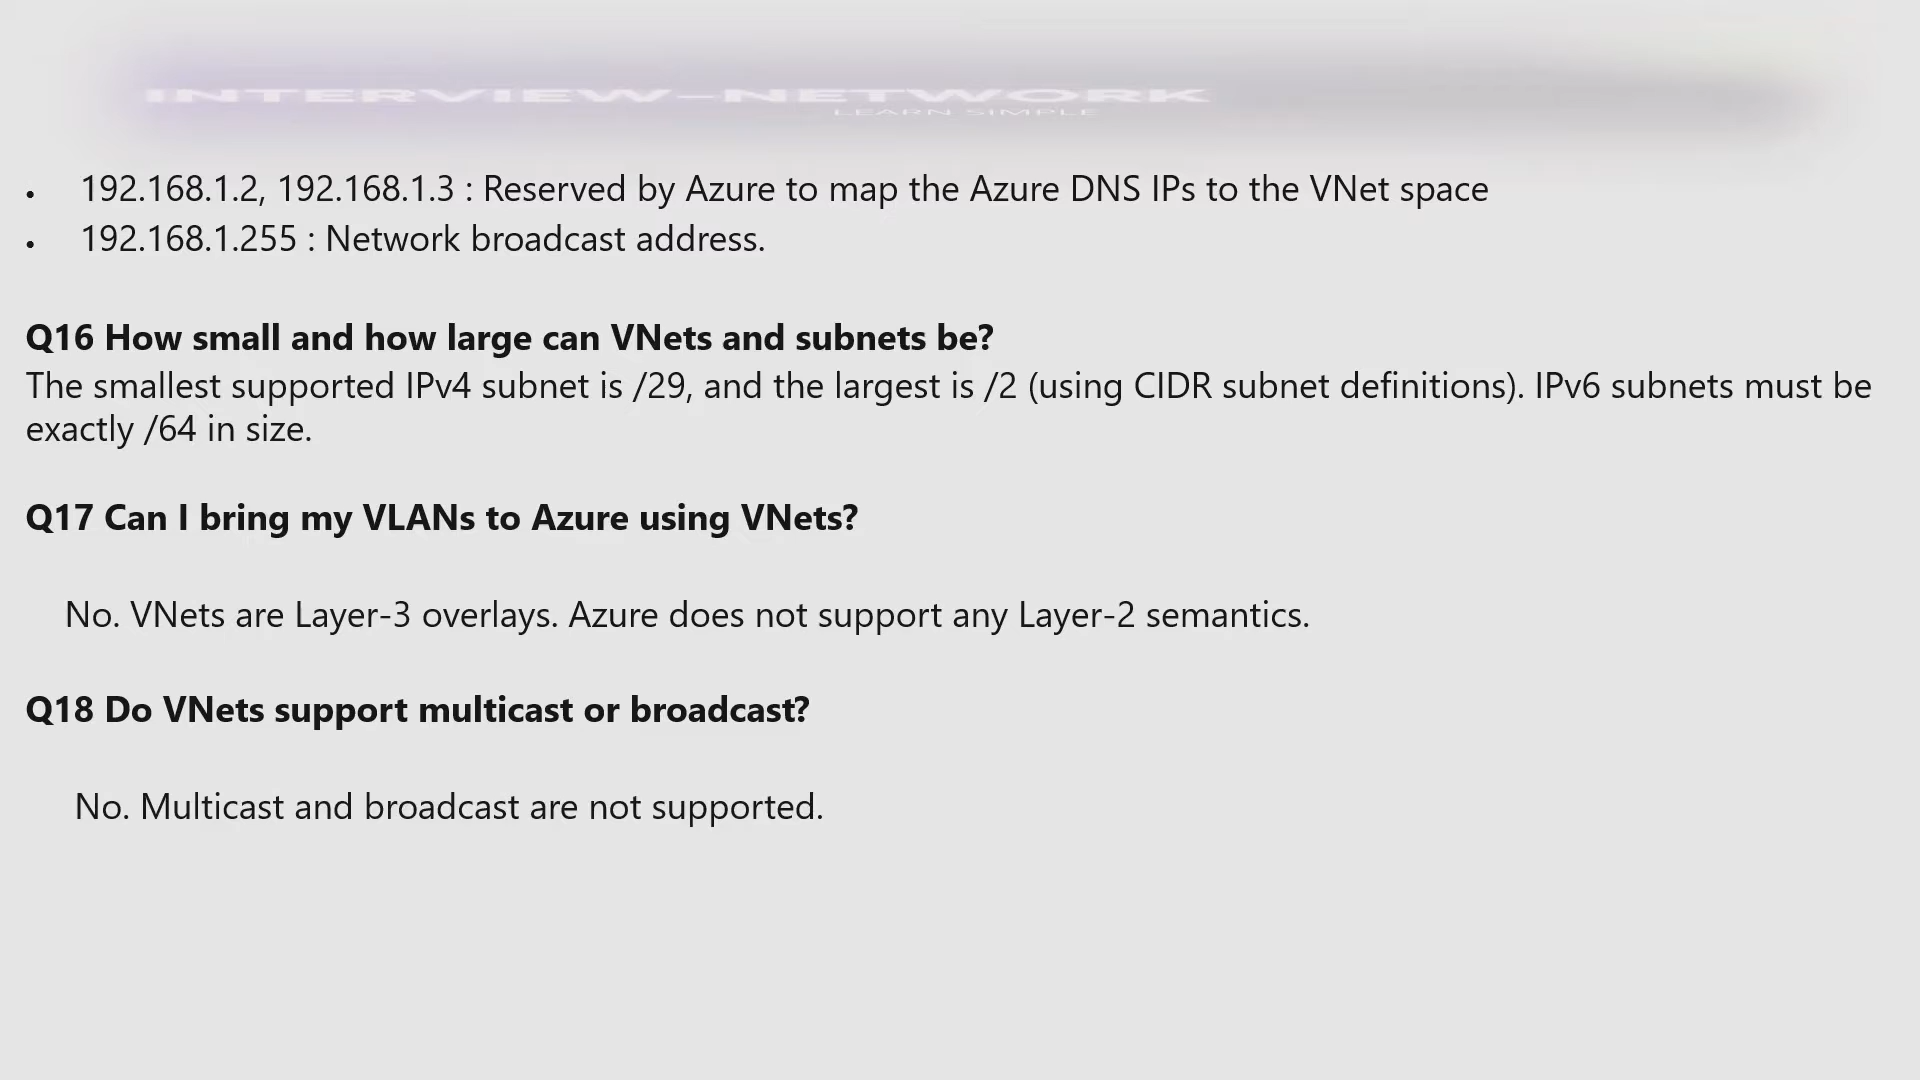 INTERVIEW-NETWORK
LEARN SIMPLE
• 192.168.1.2, 192.168.1.3 : Reserved by Azure to map the Azure DNS IPs to the VNet space
• 192.168.1.255 : Network broadcast address.
Q16 How small and how large can VNets and subnets be?
The smallest supported IPv4 subnet is /29, and the largest is /2 (using CIDR subnet definitions). IPv6 subnets must be
exactly /64 in size.
Q17 Can I bring my VLANs to Azure using VNets?
No. VNets are Layer-3 overlays. Azure does not support any Layer-2 semantics.
Q18 Do VNets support multicast or broadcast?
No. Multicast and broadcast are not supported.